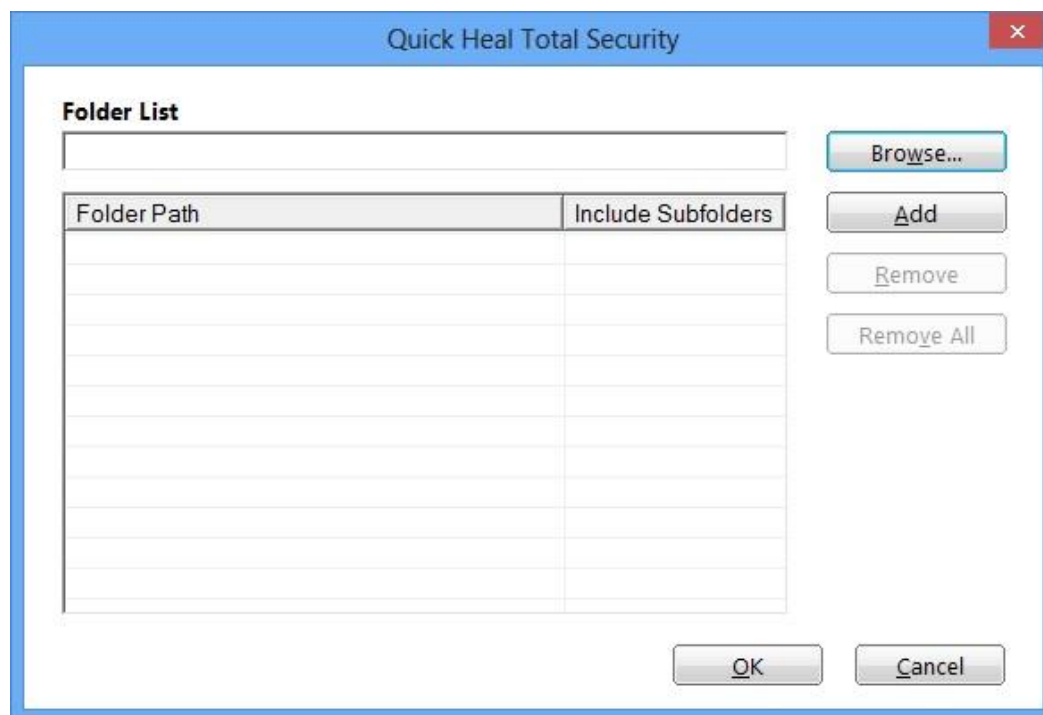 Quick Heal Total Security
Folder List
Browse...
Folder Path Include Subfolders
Add
Remove
Remove All
OK Cancel